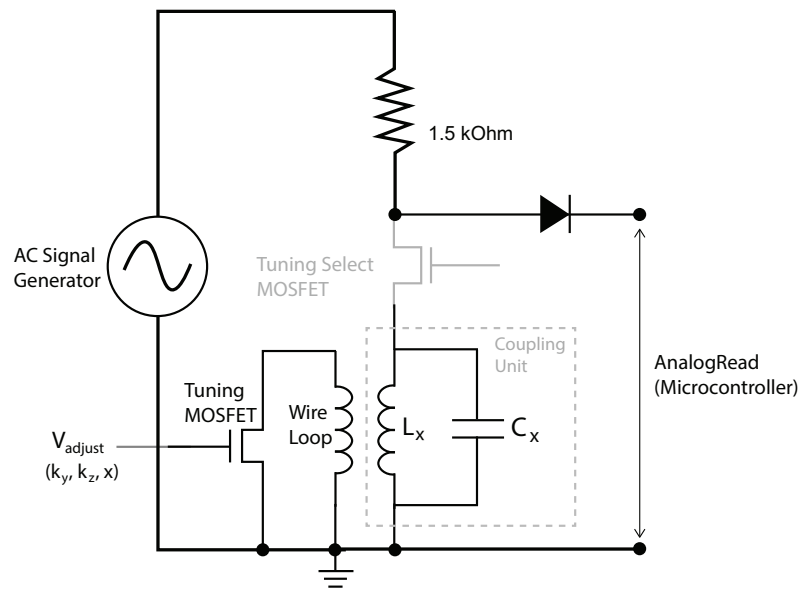 1.5 kOhm
AC Signal
Generator
Tuning Select
MOSFET
Coupling
Unit
Tuning
MOSFET
Wire
Loop
Lx
Cx
AnalogRead
(Microcontroller)
Vadjust
(ky, kz, x)